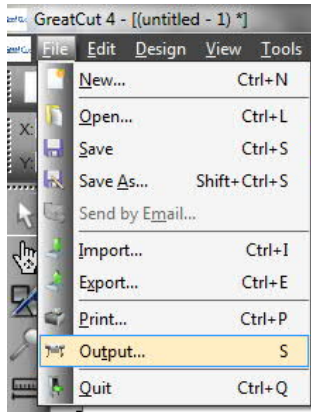 GreatCut 4 - [(untitled - 1) *]
File Edit Design View Tools
New... Ctrl+N
Open... Ctrl+L
X:
Save Ctrl+S
Y:
Save As... Shift+Ctrl+S
Send by Email...
Import... Ctrl+I
Export... Ctrl+E
Print... Ctrl+P
Output... S
Quit Ctrl+Q